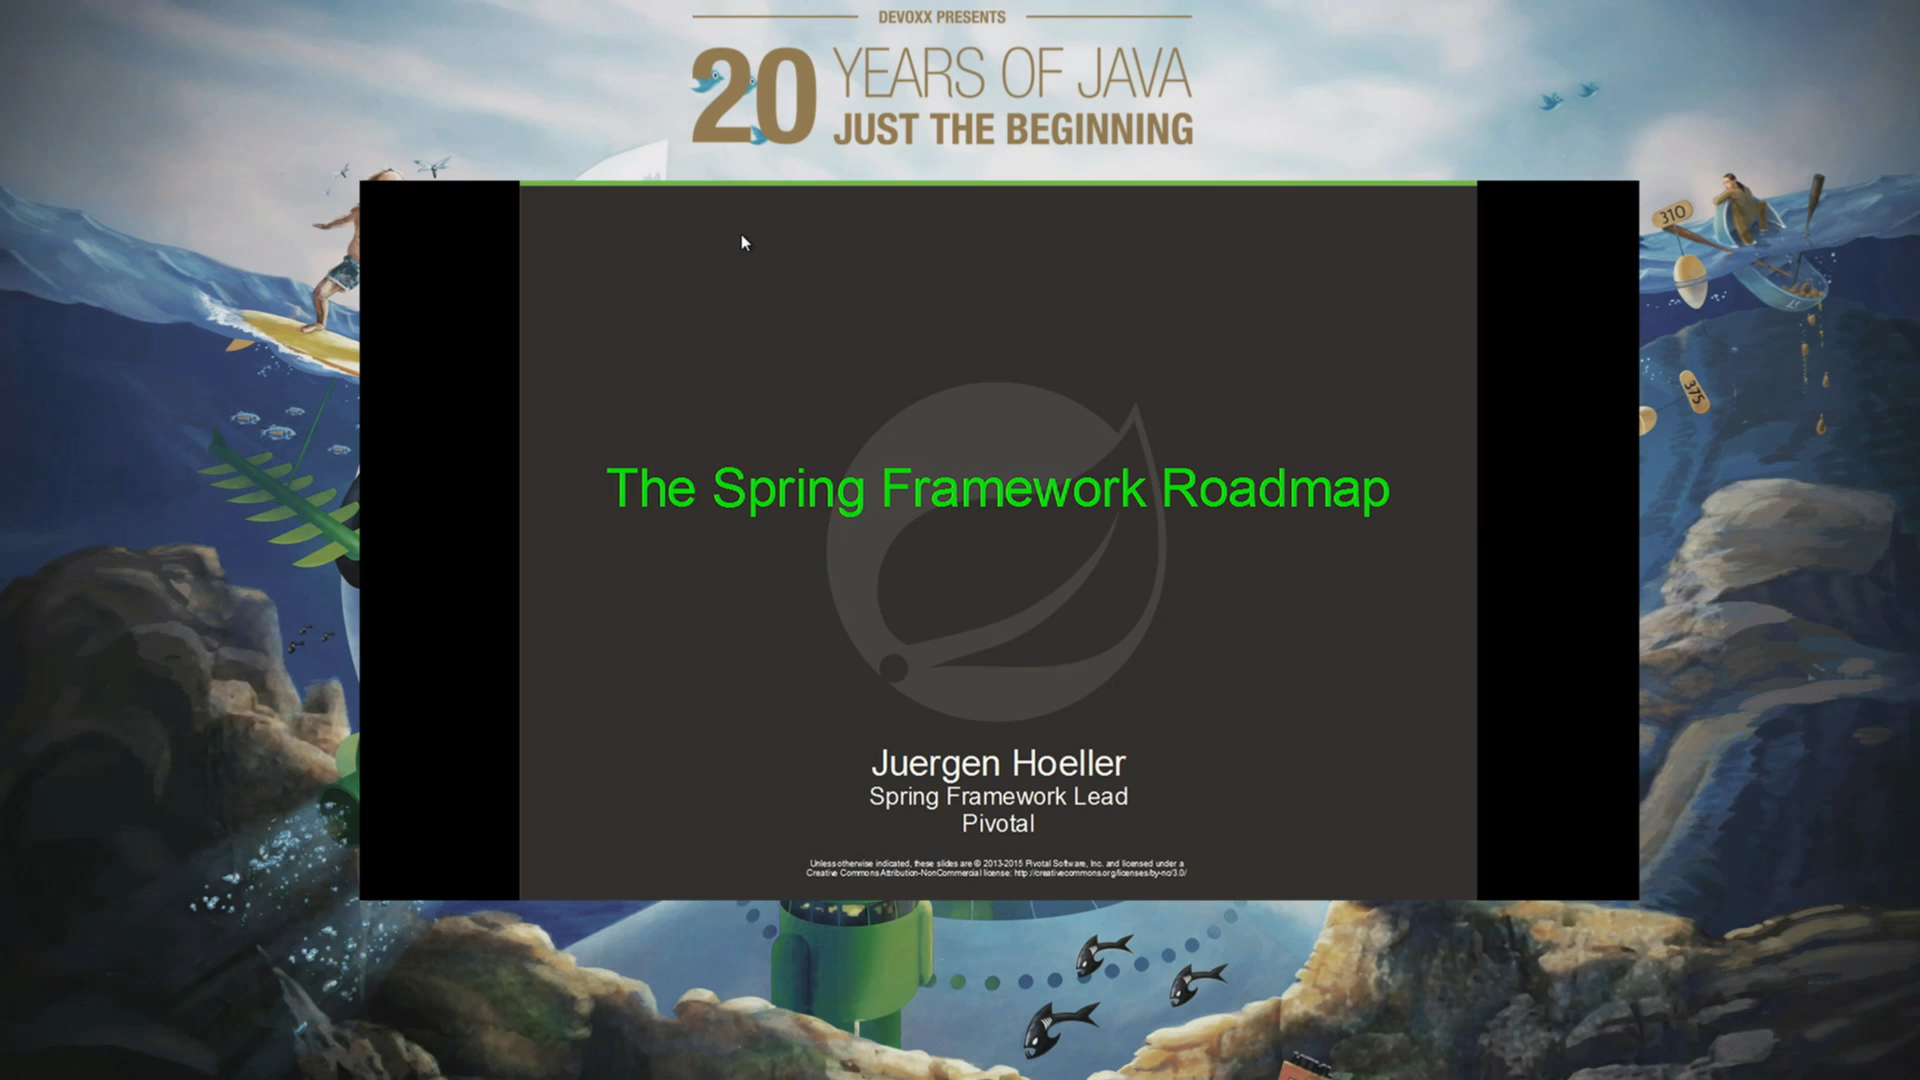 DEVOXX PRESENTS
20 YEARS OF JAVA
JUST THE BEGINNING
310
375
The Spring Framework Roadmap
Juergen Hoeller
Spring Framework Lead
Pivotal
Unless otherwise indicated, these slides are © 2013-2015 Pivotal Software, Inc. and licensed under a
Creative Commons Attribution-NonCommercial license: http://creativecommons.org/licenses/by-nc/3.0/